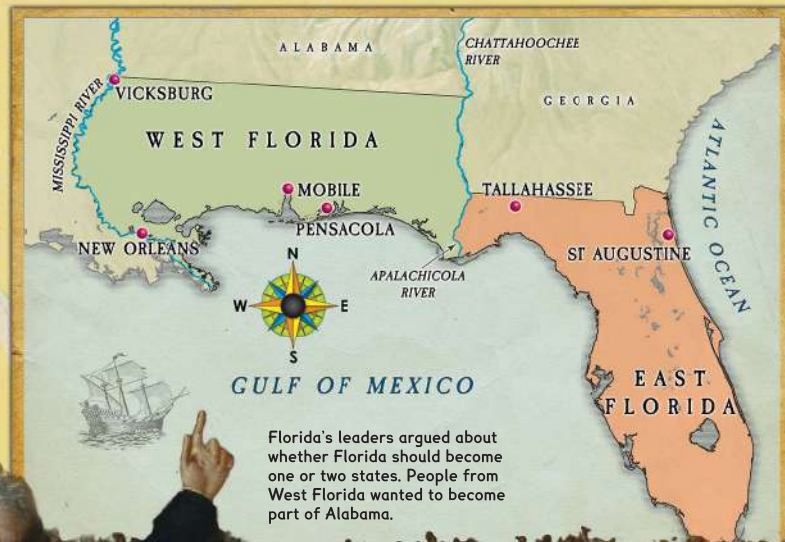 ALABAMA
CHATTAHOOCHEE
RIVER
MISSISSIPPI RIVER
VICKSBURG
GEORGIA
WEST FLORIDA
ATLANTIC OCEAN
MOBILE
TALLAHASSEE
PENSACOLA
NEW ORLEANS
ST AUGUSTINE
APALACHICOLA
RIVER
N
W
E
S
GULF OF MEXICO
EAST
FLORIDA
Florida's leaders argued about
whether Florida should become
one or two states. People from
West Florida wanted to become
part of Alabama.